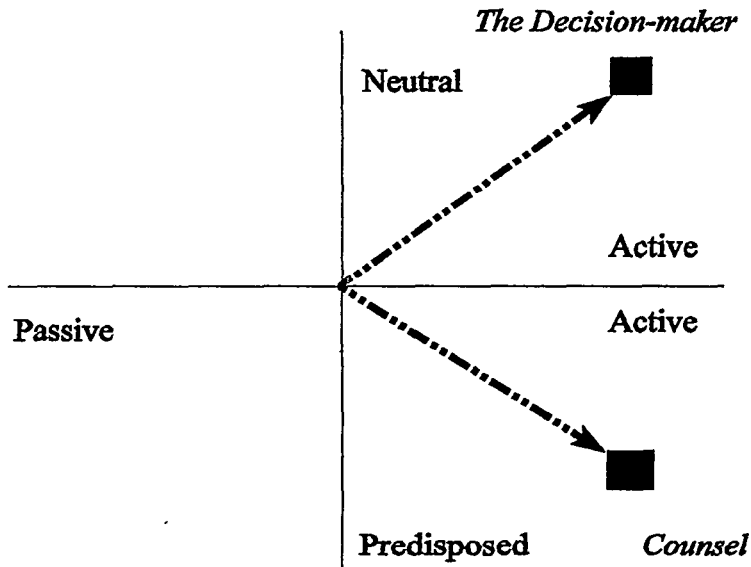 The Decision-maker
Neutral
Active
Passive
Active
Predisposed
Counsel